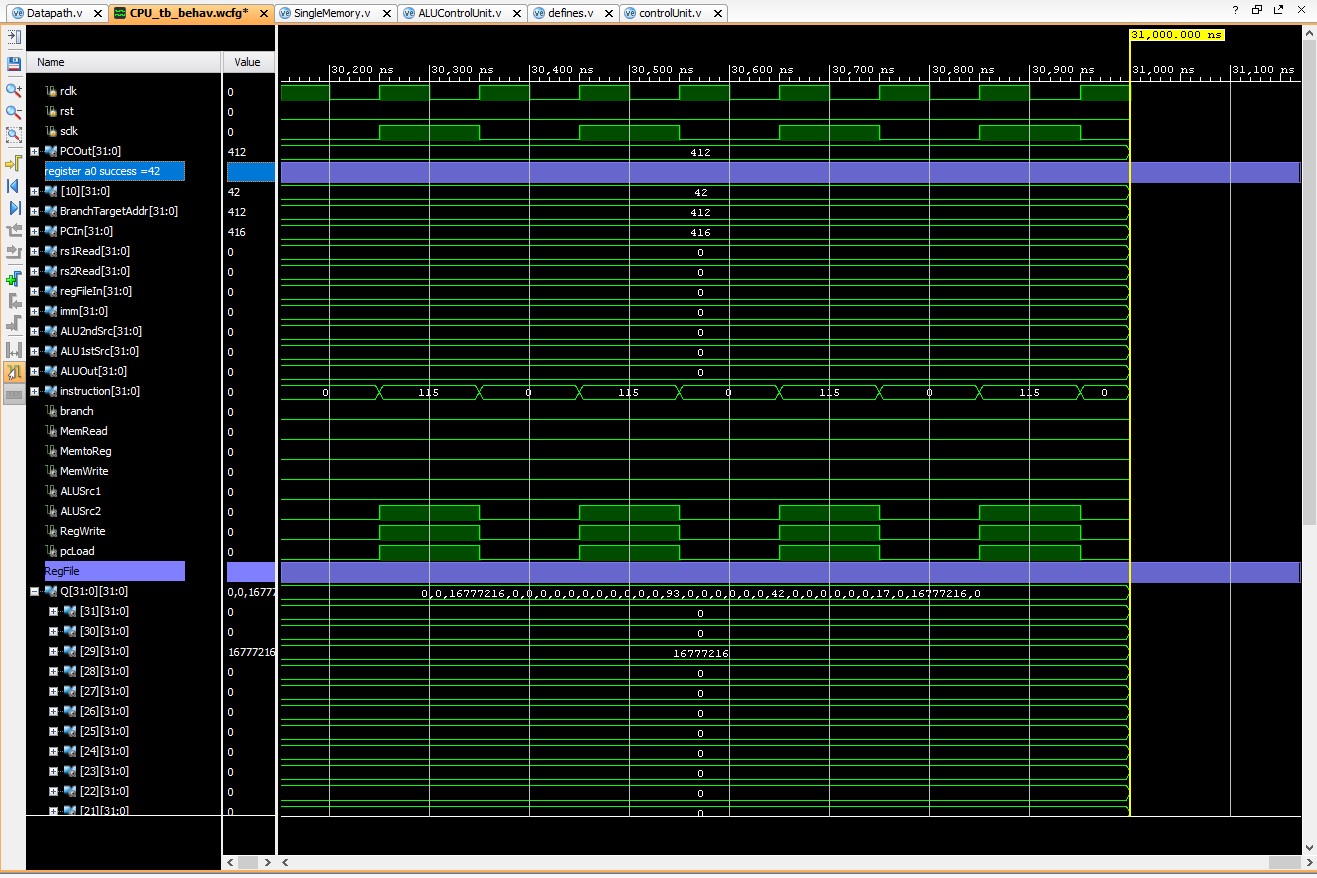 Datapath.v CPU_tb_behav.wcfg* SingleMemory.v ALUControlUnit.v defines.v controlUnit.v
31,000.000 ns
Name Value
30,200 ns 30,300 ns 30,400 ns 30,500 ns 30,600 ns 30,700 ns 30,800 ns 30,900 ns 31,000 ns 31,100 ns
rclk 0
rst 0
sclk 0
PCOut[31:0] 412 412
register a0 success =42
[10][31:0] 42 42
BranchTargetAddr[31:0] 412 412
PCIn[31:0] 416 416
rs1Read[31:0] 0 0
rs2Read[31:0] 0 0
regFileIn[31:0] 0 0
imm[31:0] 0 0
ALU2ndSrc[31:0] 0 0
ALU1stSrc[31:0] 0 0
ALUOut[31:0] 0 0
instruction[31:0] 0 0 115 0 115 0 115 0 115 0
branch 0
MemRead 0
MemtoReg 0
MemWrite 0
ALUSrc1 0
ALUSrc2 0
RegWrite 0
pcLoad 0
RegFile
Q[31:0][31:0] 0,0,16777 0,0,16777216,0,0,0,0,0,0,0,0,0,0,0,93,0,0,0,0,0,0,42,0,0,0,0,0,0,17,0,16777216,0
[31][31:0] 0 0
[30][31:0] 0 0
[29][31:0] 16777216 16777216
[28][31:0] 0 0
[27][31:0] 0 0
[26][31:0] 0 0
[25][31:0] 0 0
[24][31:0] 0 0
[23][31:0] 0 0
[22][31:0] 0 0
[21][31:0] 0 0